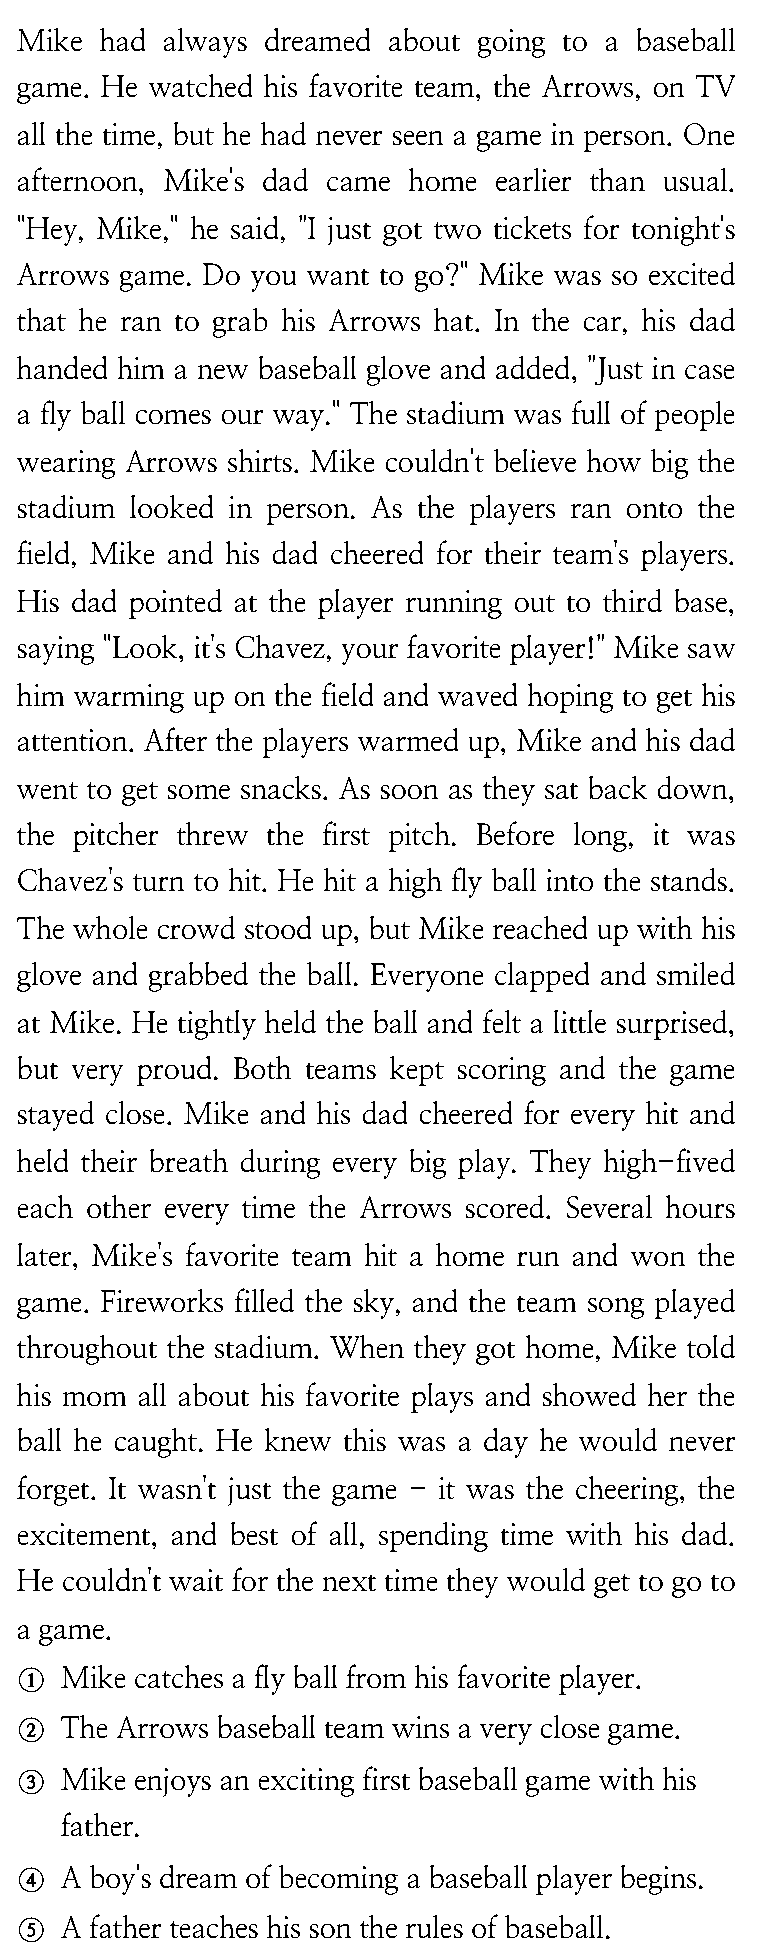 Mike had always dreamed about going to a baseball
game. He watched his favorite team, the Arrows, on TV
all the time, but he had never seen a game in person. One
afternoon, Mike's dad came home earlier than usual.
"Hey, Mike," he said, "I just got two tickets for tonight's
Arrows game. Do you want to go?" Mike was so excited
that he ran to grab his Arrows hat. In the car, his dad
handed him a new baseball glove and added, "Just in case
a fly ball comes our way." The stadium was full of people
wearing Arrows shirts. Mike couldn't believe how big the
stadium looked in person. As the players ran onto the
field, Mike and his dad cheered for their team's players.
His dad pointed at the player running out to third base,
saying "Look, it's Chavez, your favorite player!" Mike saw
him warming up on the field and waved hoping to get his
attention. After the players warmed up, Mike and his dad
went to get some snacks. As soon as they sat back down,
the pitcher threw the first pitch. Before long, it was
Chavez's turn to hit. He hit a high fly ball into the stands.
The whole crowd stood up, but Mike reached up with his
glove and grabbed the ball. Everyone clapped and smiled
at Mike. He tightly held the ball and felt a little surprised,
but very proud. Both teams kept scoring and the game
stayed close. Mike and his dad cheered for every hit and
held their breath during every big play. They high-fived
each other every time the Arrows scored. Several hours
later, Mike's favorite team hit a home run and won the
game. Fireworks filled the sky, and the team song played
throughout the stadium. When they got home, Mike told
his mom all about his favorite plays and showed her the
ball he caught. He knew this was a day he would never
forget. It wasn't just the game - it was the cheering, the
excitement, and best of all, spending time with his dad.
He couldn't wait for the next time they would get to go to
a game.
① Mike catches a fly ball from his favorite player.
② The Arrows baseball team wins a very close game.
③ Mike enjoys an exciting first baseball game with his
father.
④ A boy's dream of becoming a baseball player begins.
⑤ A father teaches his son the rules of baseball.